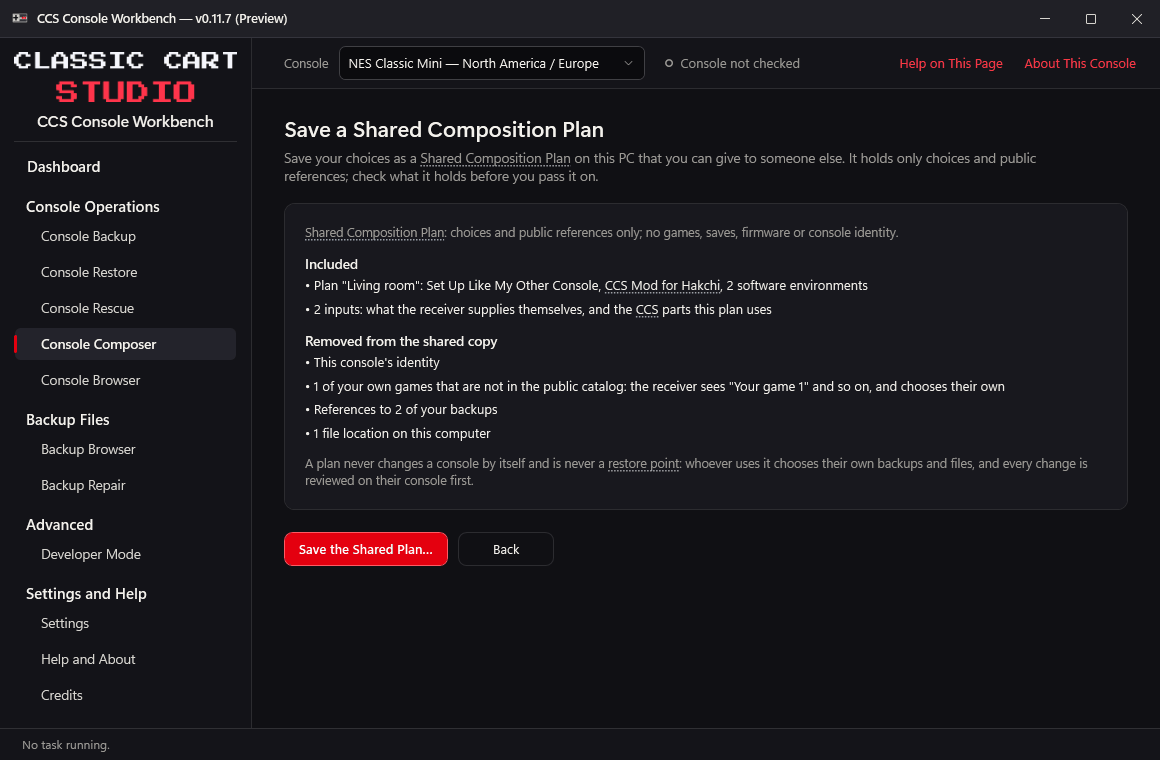 CCS Console Workbench — v0.11.7 (Preview)
CLASSIC CART
STUDIO
CCS Console Workbench
Dashboard
Console Operations
Console Backup
Console Restore
Console Rescue
Console Composer
Console Browser
Backup Files
Backup Browser
Backup Repair
Advanced
Developer Mode
Settings and Help
Settings
Help and About
Credits
Console
NES Classic Mini — North America / Europe
Console not checked
Help on This Page
About This Console
Save a Shared Composition Plan
Save your choices as a Shared Composition Plan on this PC that you can give to someone else. It holds only choices and public
references; check what it holds before you pass it on.
Shared Composition Plan: choices and public references only; no games, saves, firmware or console identity.
Included
• Plan "Living room": Set Up Like My Other Console, CCS Mod for Hakchi, 2 software environments
• 2 inputs: what the receiver supplies themselves, and the CCS parts this plan uses
Removed from the shared copy
• This console's identity
• 1 of your own games that are not in the public catalog: the receiver sees "Your game 1" and so on, and chooses their own
• References to 2 of your backups
• 1 file location on this computer
A plan never changes a console by itself and is never a restore point: whoever uses it chooses their own backups and files, and every change is
reviewed on their console first.
Save the Shared Plan...
Back
No task running.